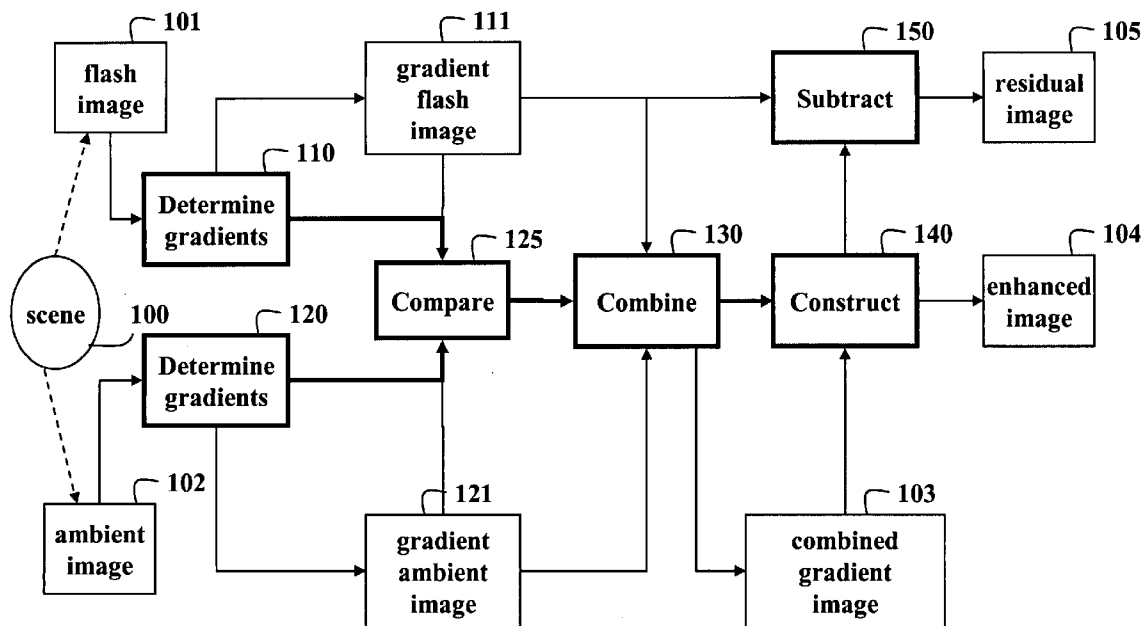 101
flash
image
111
gradient
flash
image
150
Subtract
105
residual
image
110
Determine
gradients
125
Compare
130
Combine
140
Construct
104
enhanced
image
scene
100
120
Determine
gradients
102
ambient
image
121
gradient
ambient
image
103
combined
gradient
image